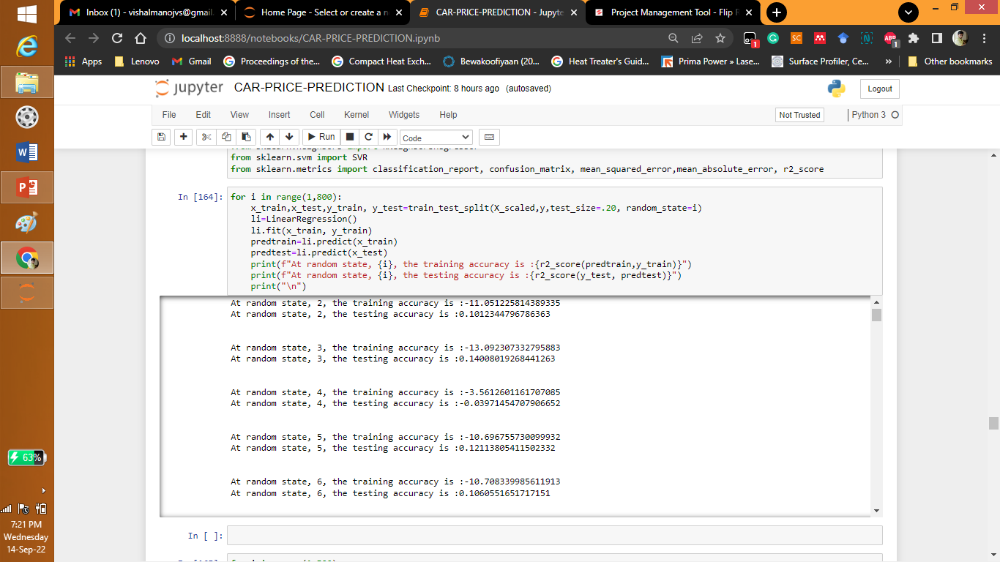 Inbox (1) - vishalmanojvs@gmail.
Home Page - Select or create a n
CAR-PRICE-PREDICTION - Jupyte
Project Management Tool - Flip R
localhost:8888/notebooks/CAR-PRICE-PREDICTION.ipynb
Apps Lenovo Gmail Proceedings of the... Compact Heat Exch... Bewakoofiyaan (20... Heat Treater's Guid... Prima Power » Lase... Surface Profiler, Ce... » Other bookmarks
jupyter CAR-PRICE-PREDICTION Last Checkpoint: 8 hours ago (autosaved)
Logout
File Edit View Insert Cell Kernel Widgets Help
Not Trusted
Python 3
Run
Code
from sklearn.svm import SVR
from sklearn.metrics import classification_report, confusion_matrix, mean_squared_error,mean_absolute_error, r2_score
In [164]: for i in range(1,800):
x_train,x_test,y_train, y_test=train_test_split(X_scaled,y,test_size=.20, random_state=i)
li=LinearRegression()
li.fit(x_train, y_train)
predtrain=li.predict(x_train)
predtest=li.predict(x_test)
print(f"At random state, {i}, the training accuracy is :{r2_score(predtrain,y_train)}")
print(f"At random state, {i}, the testing accuracy is :{r2_score(y_test, predtest)}")
print("\n")
At random state, 2, the training accuracy is :-11.051225814389335
At random state, 2, the testing accuracy is :0.1012344796786363
At random state, 3, the training accuracy is :-13.092307332795883
At random state, 3, the testing accuracy is :0.14008019268441263
At random state, 4, the training accuracy is :-3.5612601161707085
At random state, 4, the testing accuracy is :-0.03971454707906652
At random state, 5, the training accuracy is :-10.696755730099932
At random state, 5, the testing accuracy is :0.12113805411502332
At random state, 6, the training accuracy is :-10.708339985611913
At random state, 6, the testing accuracy is :0.1060551651717151
In [ ]:
63%
7:21 PM
Wednesday
14-Sep-22